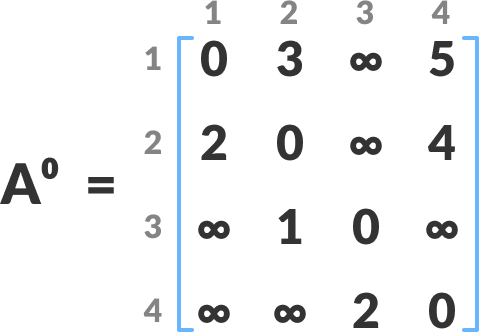 1 2 3 4
1 0 3 ∞ 5
2 2 0 ∞ 4
A⁰ =
3 ∞ 1 0 ∞
4 ∞ ∞ 2 0